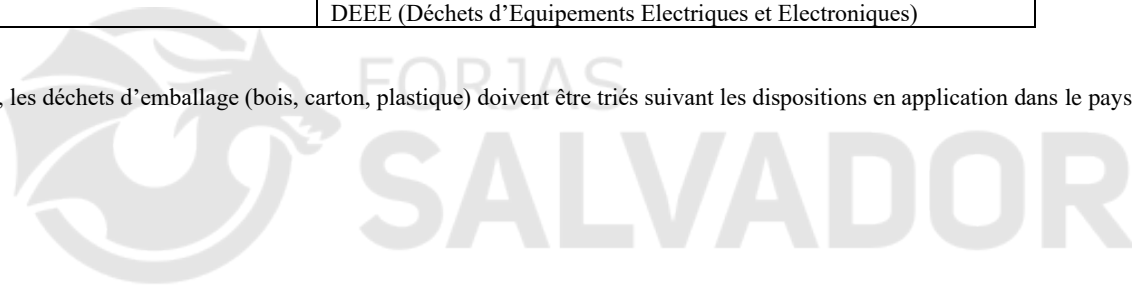 DEEE (Déchets d’Equipements Electriques et Electroniques)
, les déchets d’emballage (bois, carton, plastique) doivent être triés suivant les dispositions en application dans le pays
FORJAS
SALVADOR